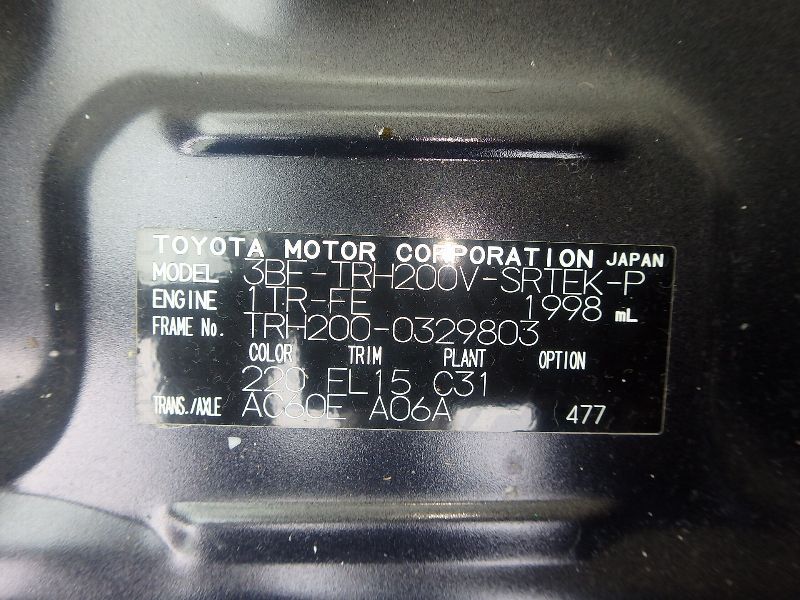 TOYOTA MOTOR CORPORATION JAPAN
MODEL 3BF-TRH200V-SRTEK-P
ENGINE 1TR-FE 1998 mL
FRAME No. TRH200-0329803
COLOR TRIM PLANT OPTION
220 EL15 C31
TRANS./AXLE AC60E A06A 477